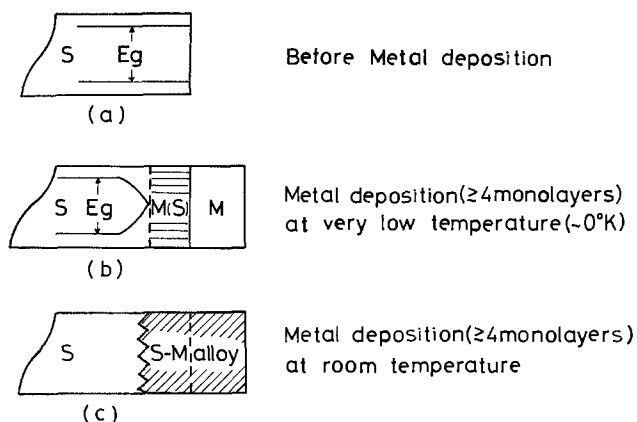 S Eg
Before Metal deposition
(a)
S Eg M(S) M
Metal deposition(≥4monolayers)
at very low temperature(~0°K)
(b)
S S-M alloy
Metal deposition(≥4monolayers)
at room temperature
(c)